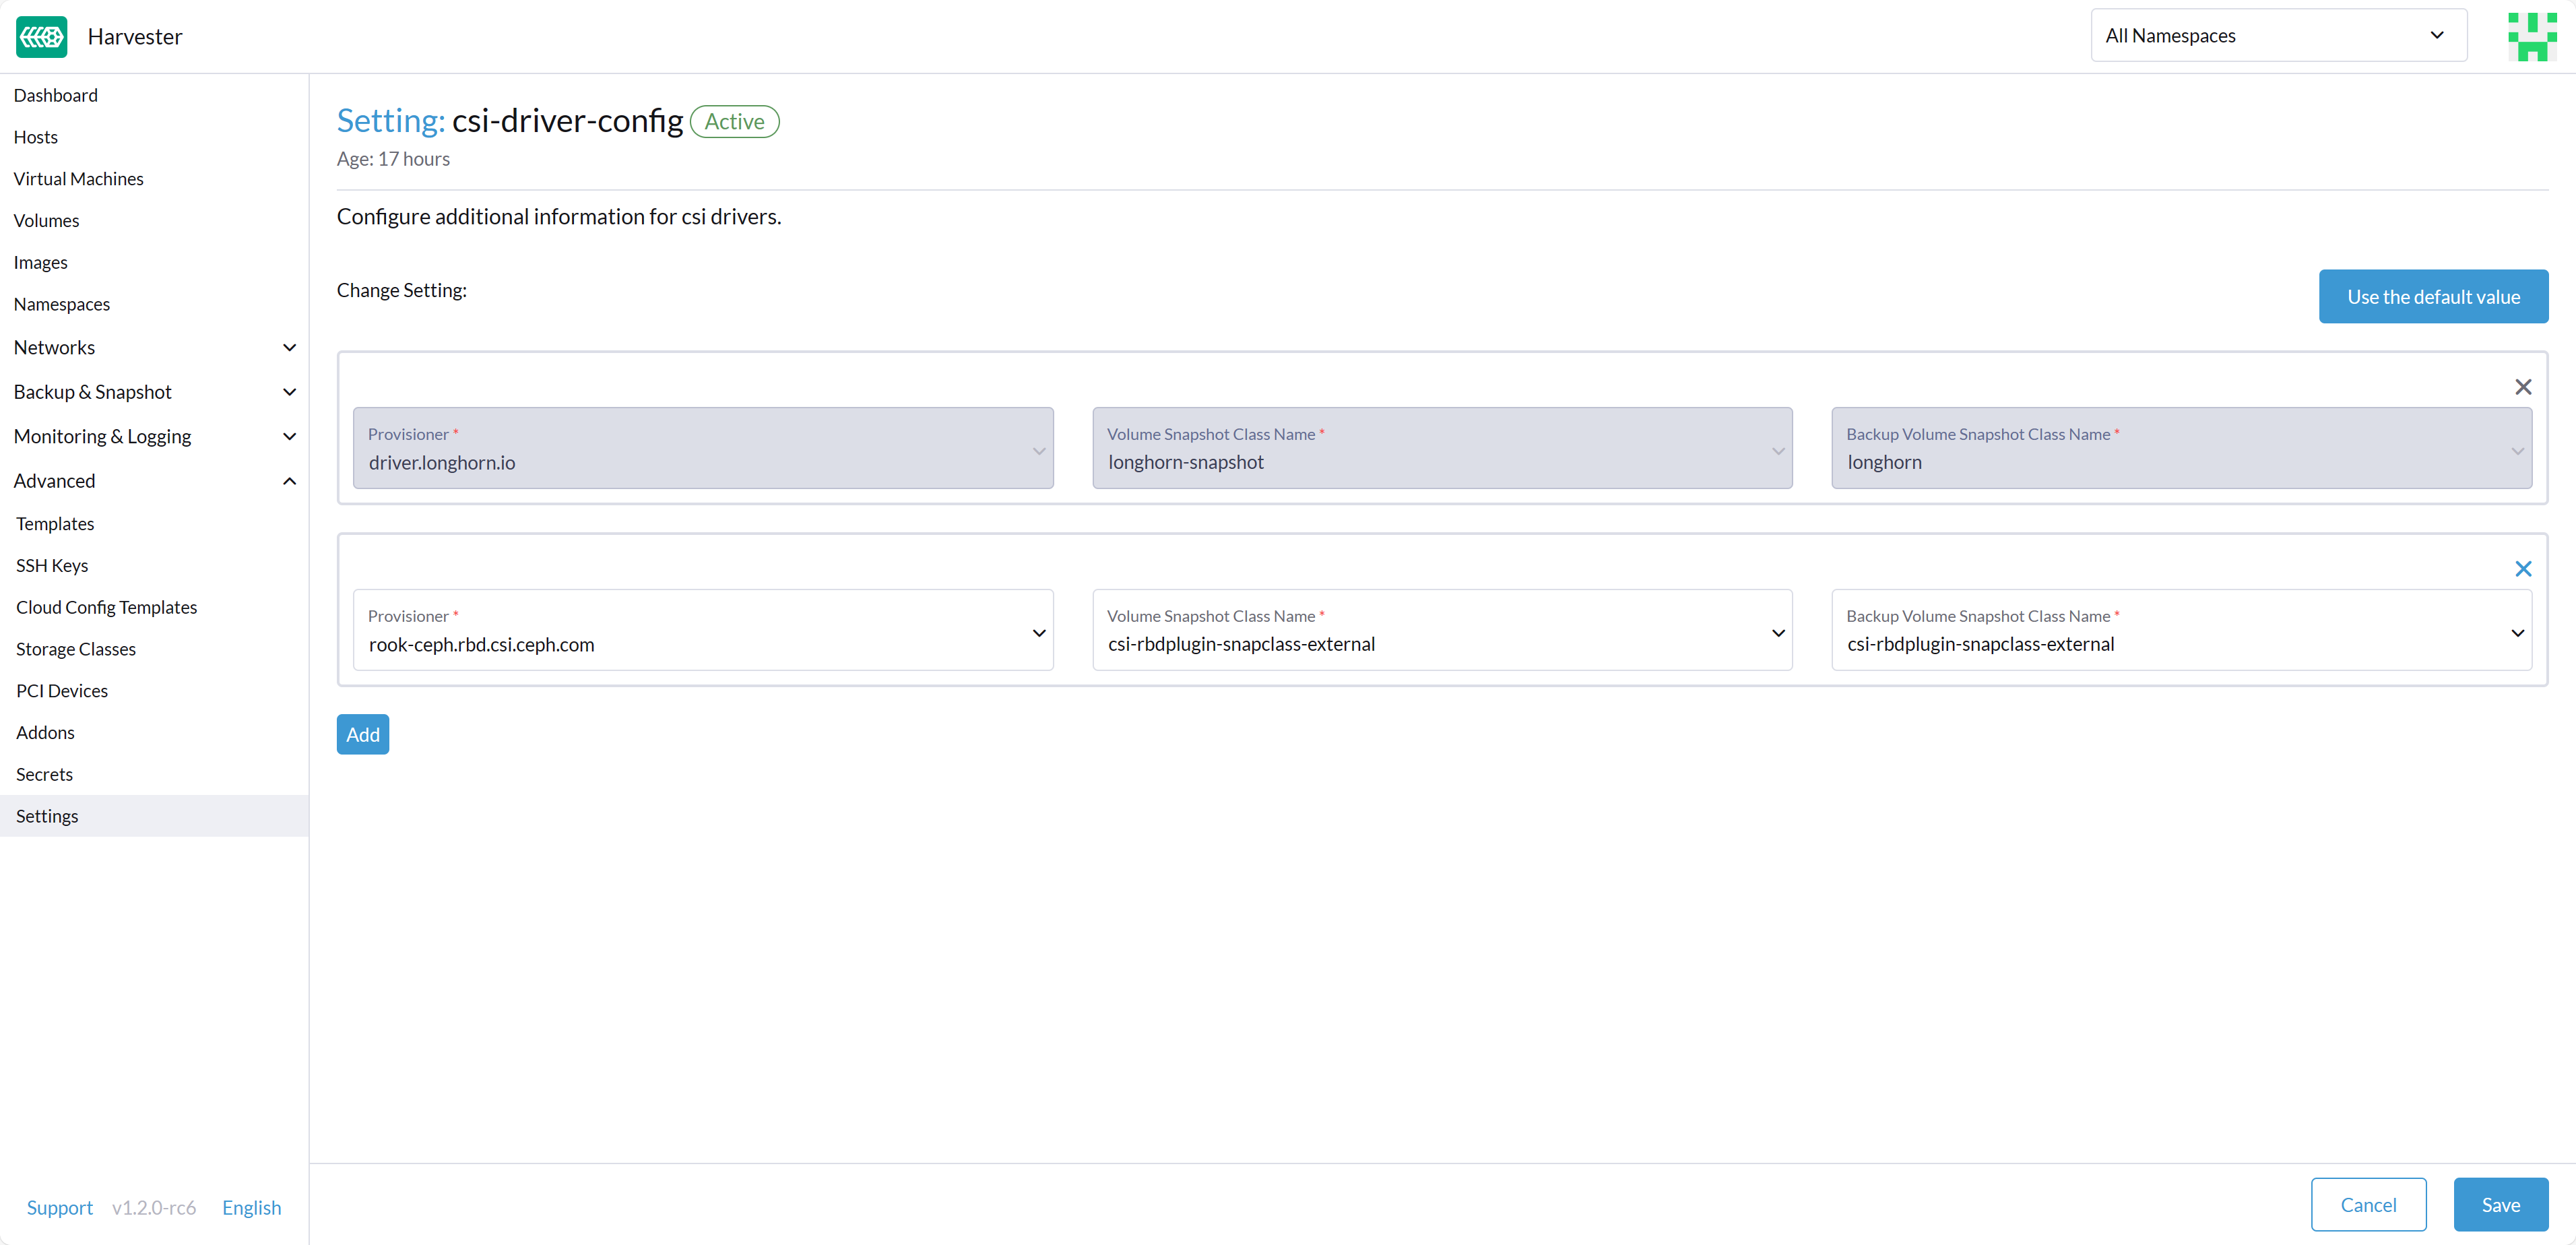 Harvester
All Namespaces
Dashboard
Hosts
Virtual Machines
Volumes
Images
Namespaces
Networks
Backup & Snapshot
Monitoring & Logging
Advanced
Templates
SSH Keys
Cloud Config Templates
Storage Classes
PCI Devices
Addons
Secrets
Settings
Support v1.2.0-rc6 English
Setting: csi-driver-config Active
Age: 17 hours
Configure additional information for csi drivers.
Change Setting:
Use the default value
Provisioner *
driver.longhorn.io
Volume Snapshot Class Name *
longhorn-snapshot
Backup Volume Snapshot Class Name *
longhorn
Provisioner *
rook-ceph.rbd.csi.ceph.com
Volume Snapshot Class Name *
csi-rbdplugin-snapclass-external
Backup Volume Snapshot Class Name *
csi-rbdplugin-snapclass-external
Add
Cancel
Save